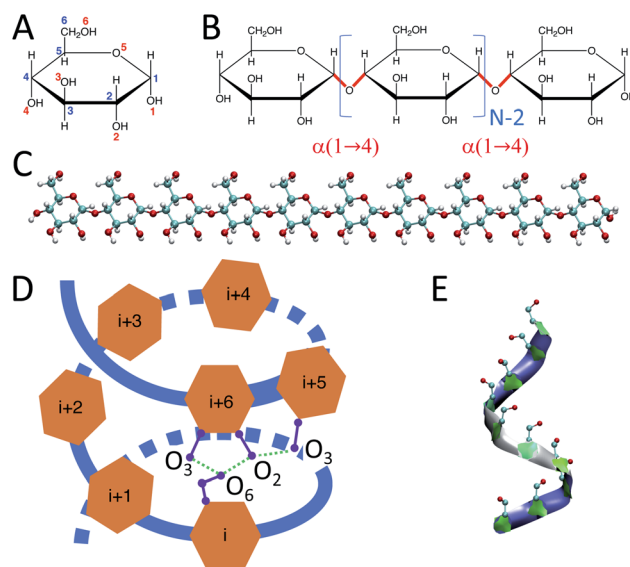 A
6
6
CH₂OH
H
5
O
5
H
H
4
3
OH
H
1
OH
2
OH
4
3
1
H
OH
2
B
CH₂OH
CH₂OH
CH₂OH
H
O
H
H
O
H
H
O
H
H
OH
H
OH
H
OH
H
OH
O
O
OH
H
OH
H
OH
H
OH
N-2
α(1→4)
α(1→4)
C
D
E
i+4
i+3
i+5
i+6
i+2
O₃
O₂
O₃
O₆
i+1
i